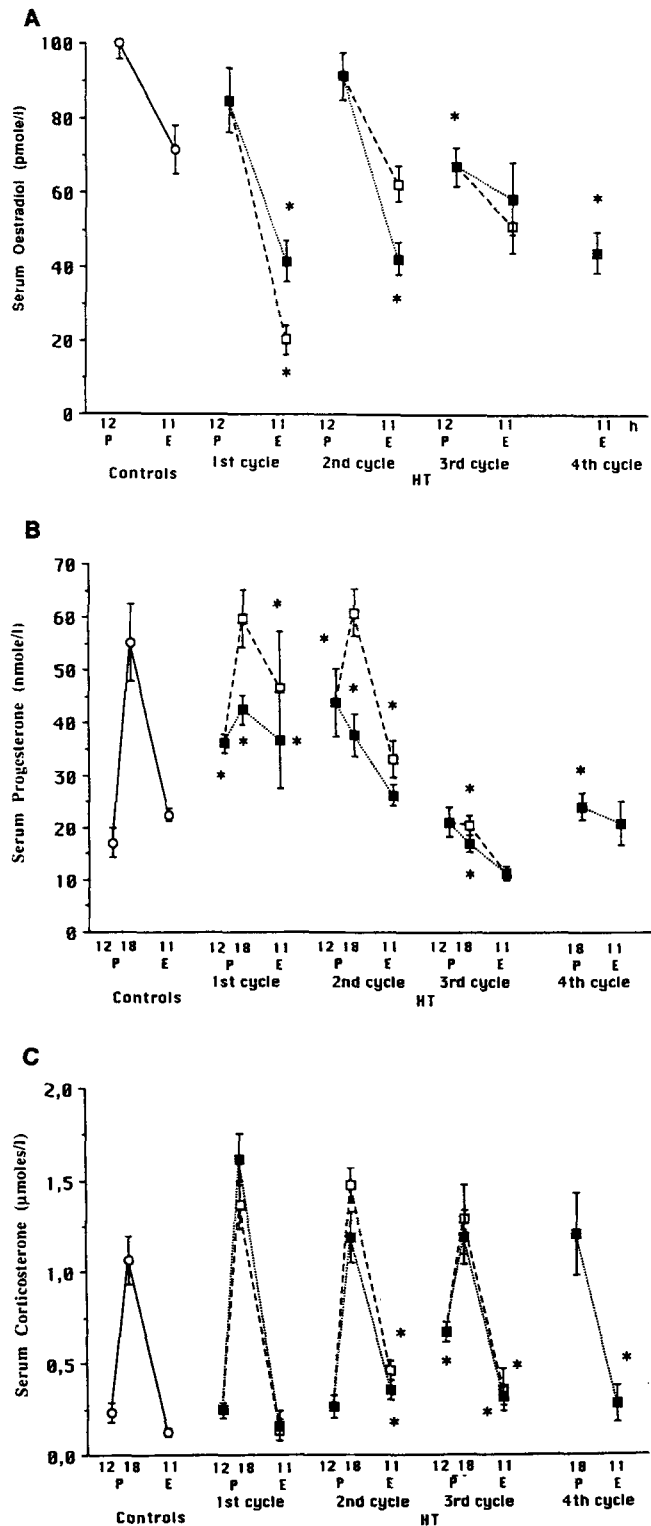 A
Serum Oestradiol (pmole/l)
100
80
60
40
20
0
*
*
*
*
*
12 11 12 11 12 11 12 11 11 h
P E P E P E P E E
Controls 1st cycle 2nd cycle 3rd cycle 4th cycle
HT
B
Serum Progesterone (nmole/l)
70
60
50
40
30
20
10
0
*
*
*
*
*
*
*
*
*
*
12 18 11 12 18 11 12 18 11 12 18 11 18 11
P E P E P E P E P E
Controls 1st cycle 2nd cycle 3rd cycle 4th cycle
HT
C
Serum Corticosterone (µmoles/l)
2,0
1,5
1,0
0,5
0,0
*
*
*
*
*
*
12 18 11 12 18 11 12 18 11 12 18 11 18 11
P E P E P E P E P E
Controls 1st cycle 2nd cycle 3rd cycle 4th cycle
HT